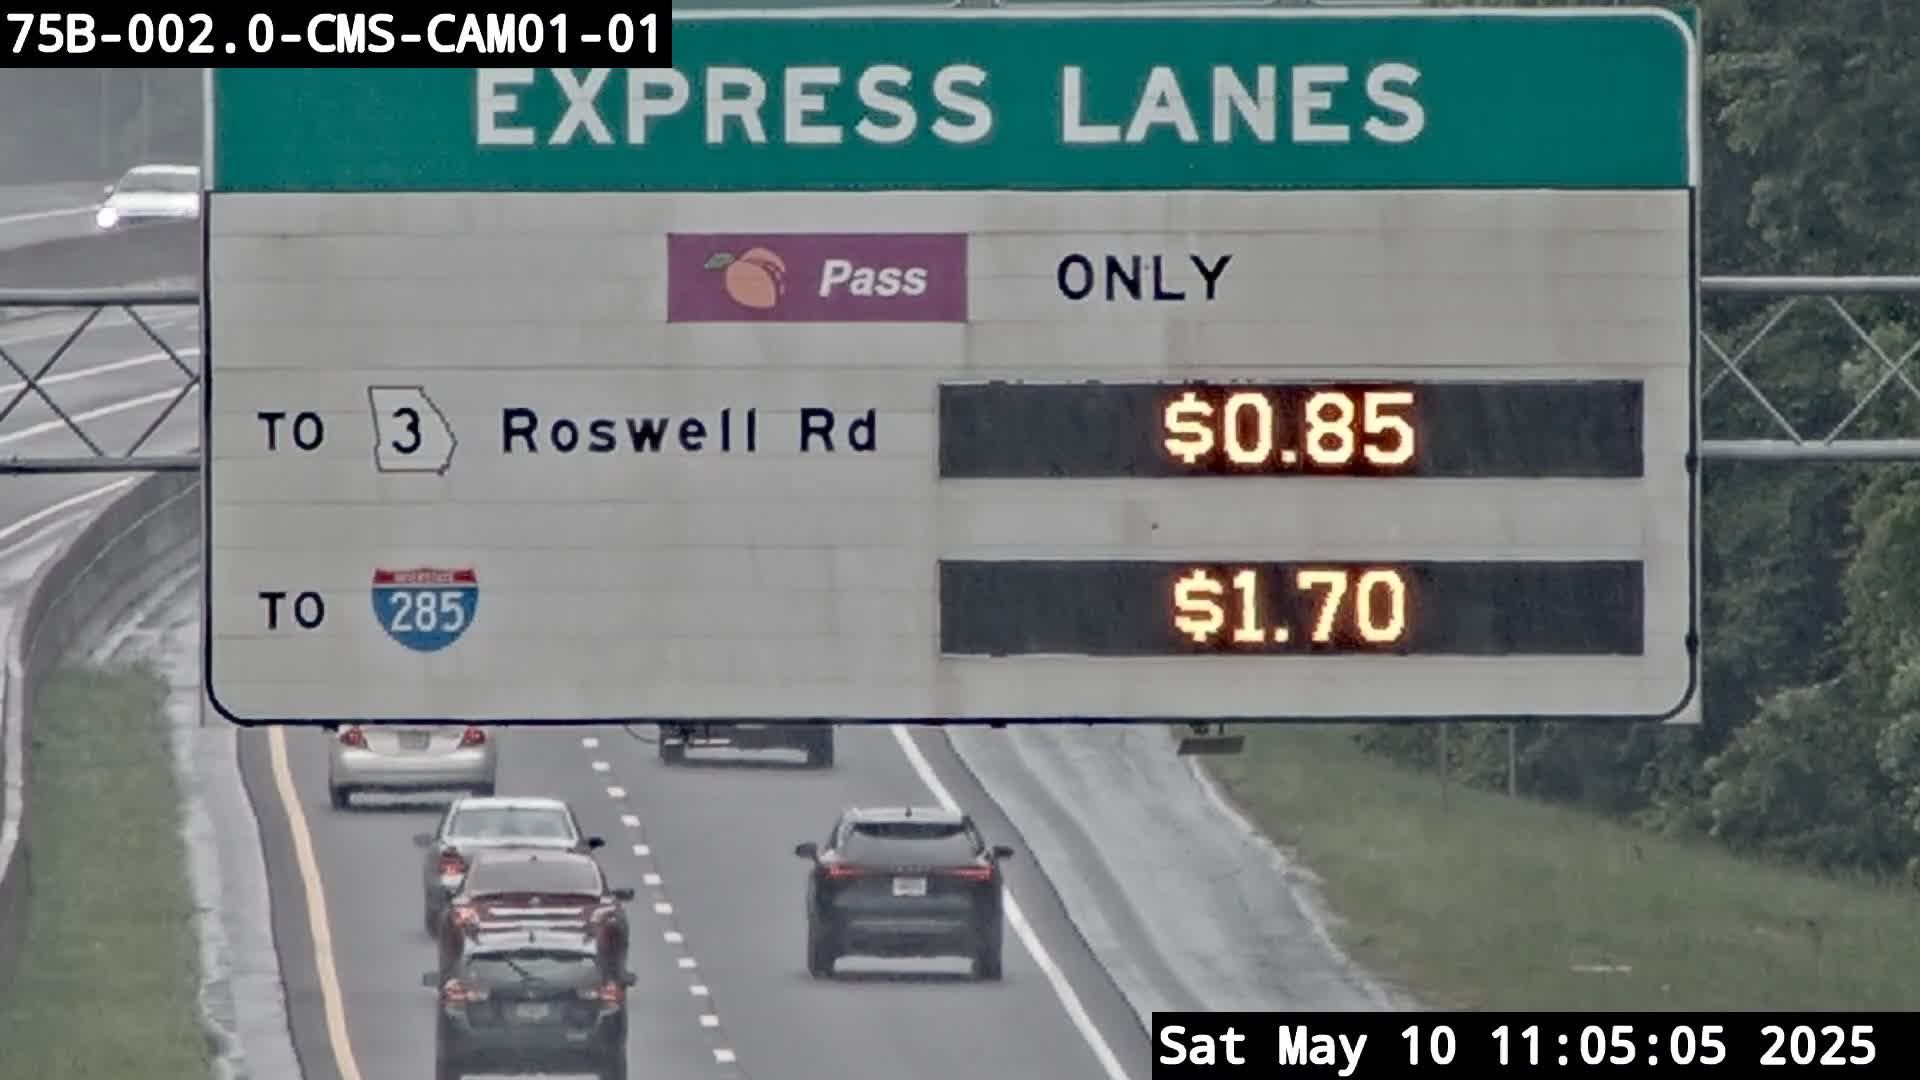 75B-002.0-CMS-CAM01-01
EXPRESS LANES
Pass ONLY
TO 3 Roswell Rd $0.85
TO 285 $1.70
Sat May 10 11:05:05 2025